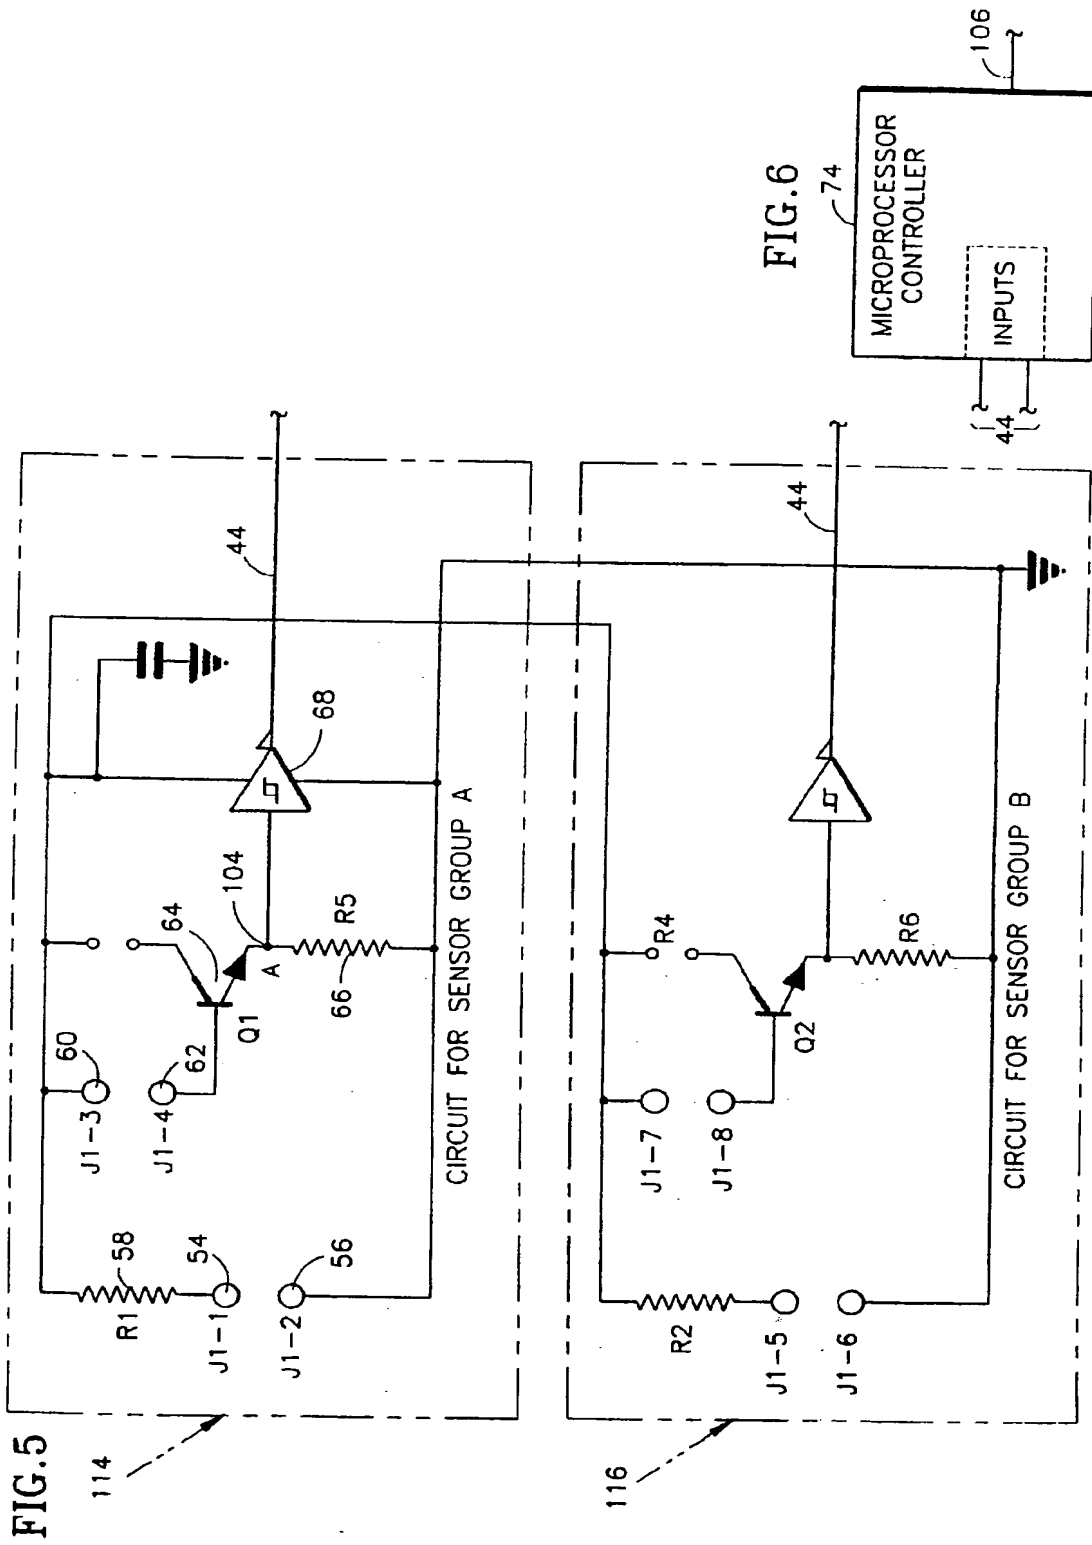 FIG.5
114
R1
58
J1-1
54
J1-2
56
J1-3
60
J1-4
62
64
Q1
104
A
R5
66
68
44
CIRCUIT FOR SENSOR GROUP A
116
R2
J1-5
J1-6
J1-7
J1-8
R4
Q2
R6
44
CIRCUIT FOR SENSOR GROUP B
FIG.6
74
MICROPROCESSOR
CONTROLLER
INPUTS
44
106